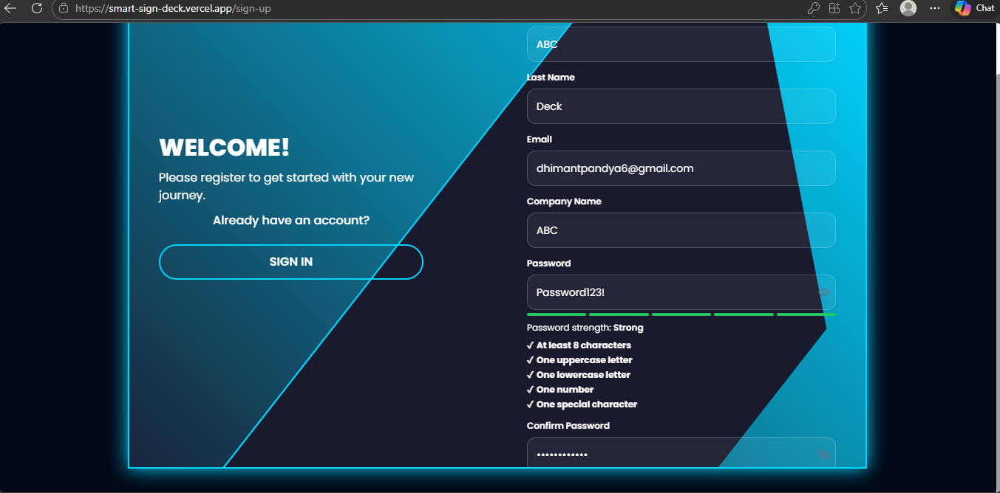 https://smart-sign-deck.vercel.app/sign-up
Chat
WELCOME!
Please register to get started with your new
journey.
Already have an account?
SIGN IN
ABC
Last Name
Deck
Email
dhimantpandya6@gmail.com
Company Name
ABC
Password
Password123!
Password strength: Strong
✓ At least 8 characters
✓ One uppercase letter
✓ One lowercase letter
✓ One number
✓ One special character
Confirm Password
••••••••••••